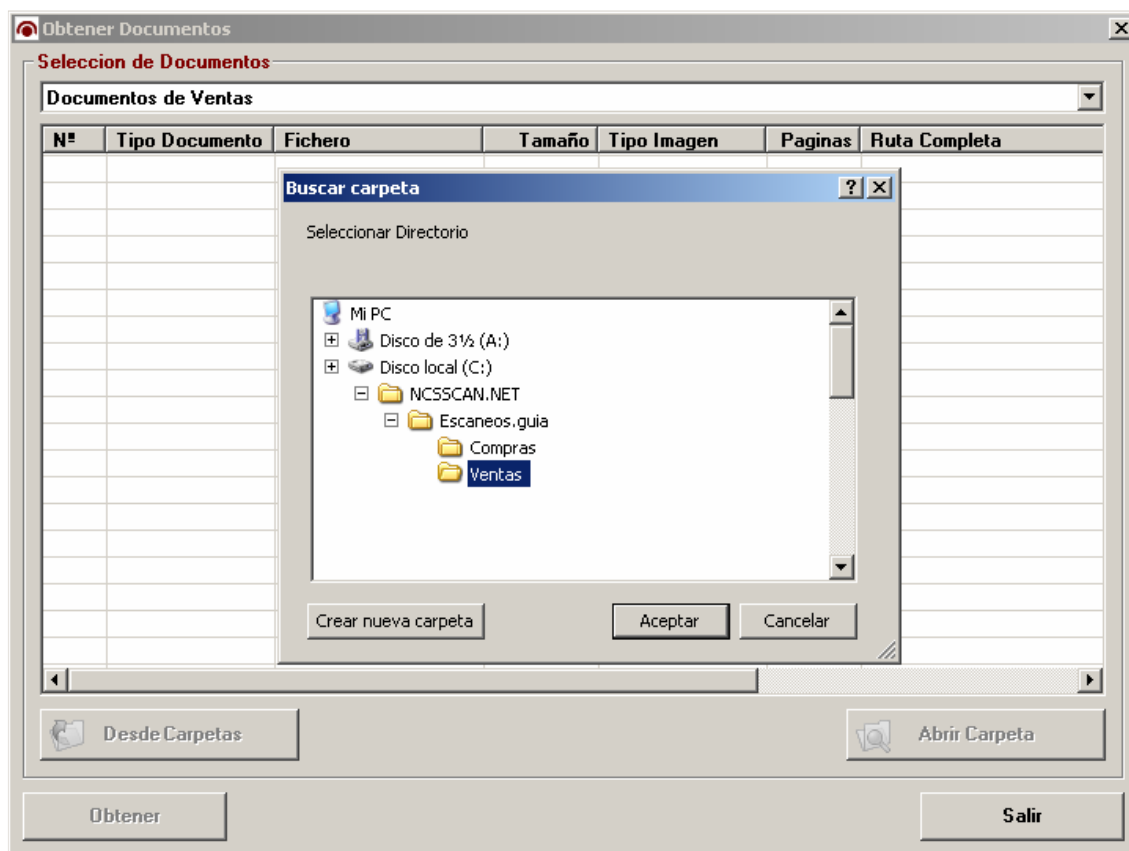 Obtener Documentos
Seleccion de Documentos
Documentos de Ventas
Nº Tipo Documento Fichero Tamaño Tipo Imagen Paginas Ruta Completa
Buscar carpeta
Seleccionar Directorio
Mi PC
Disco de 3½ (A:)
Disco local (C:)
NCSSCAN.NET
Escaneos.guia
Compras
Ventas
Crear nueva carpeta Aceptar Cancelar
Desde Carpetas Abrir Carpeta
Obtener Salir